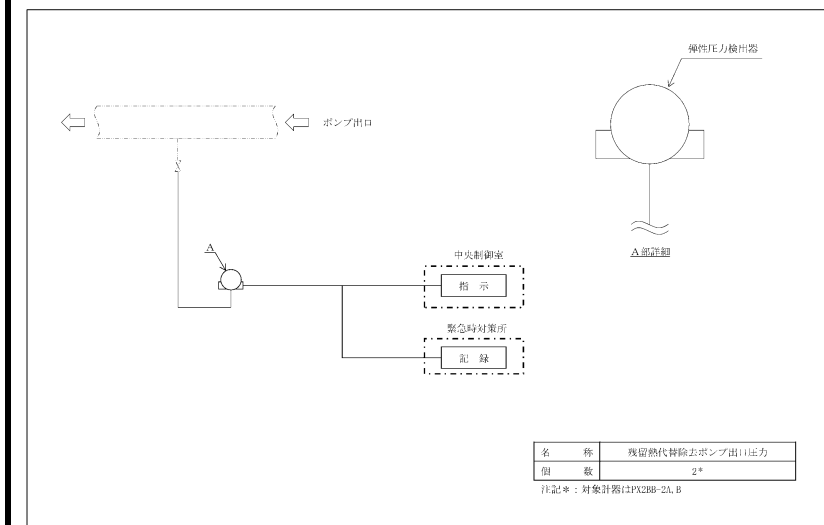 弾性圧力検出器
ポンプ出口
A
A部詳細
中央制御室
指 示
緊急時対策所
記 録
名 称 残留熱代替除去ポンプ出口圧力
個 数 2*
注記*：対象計器はPX2BB-2A, B